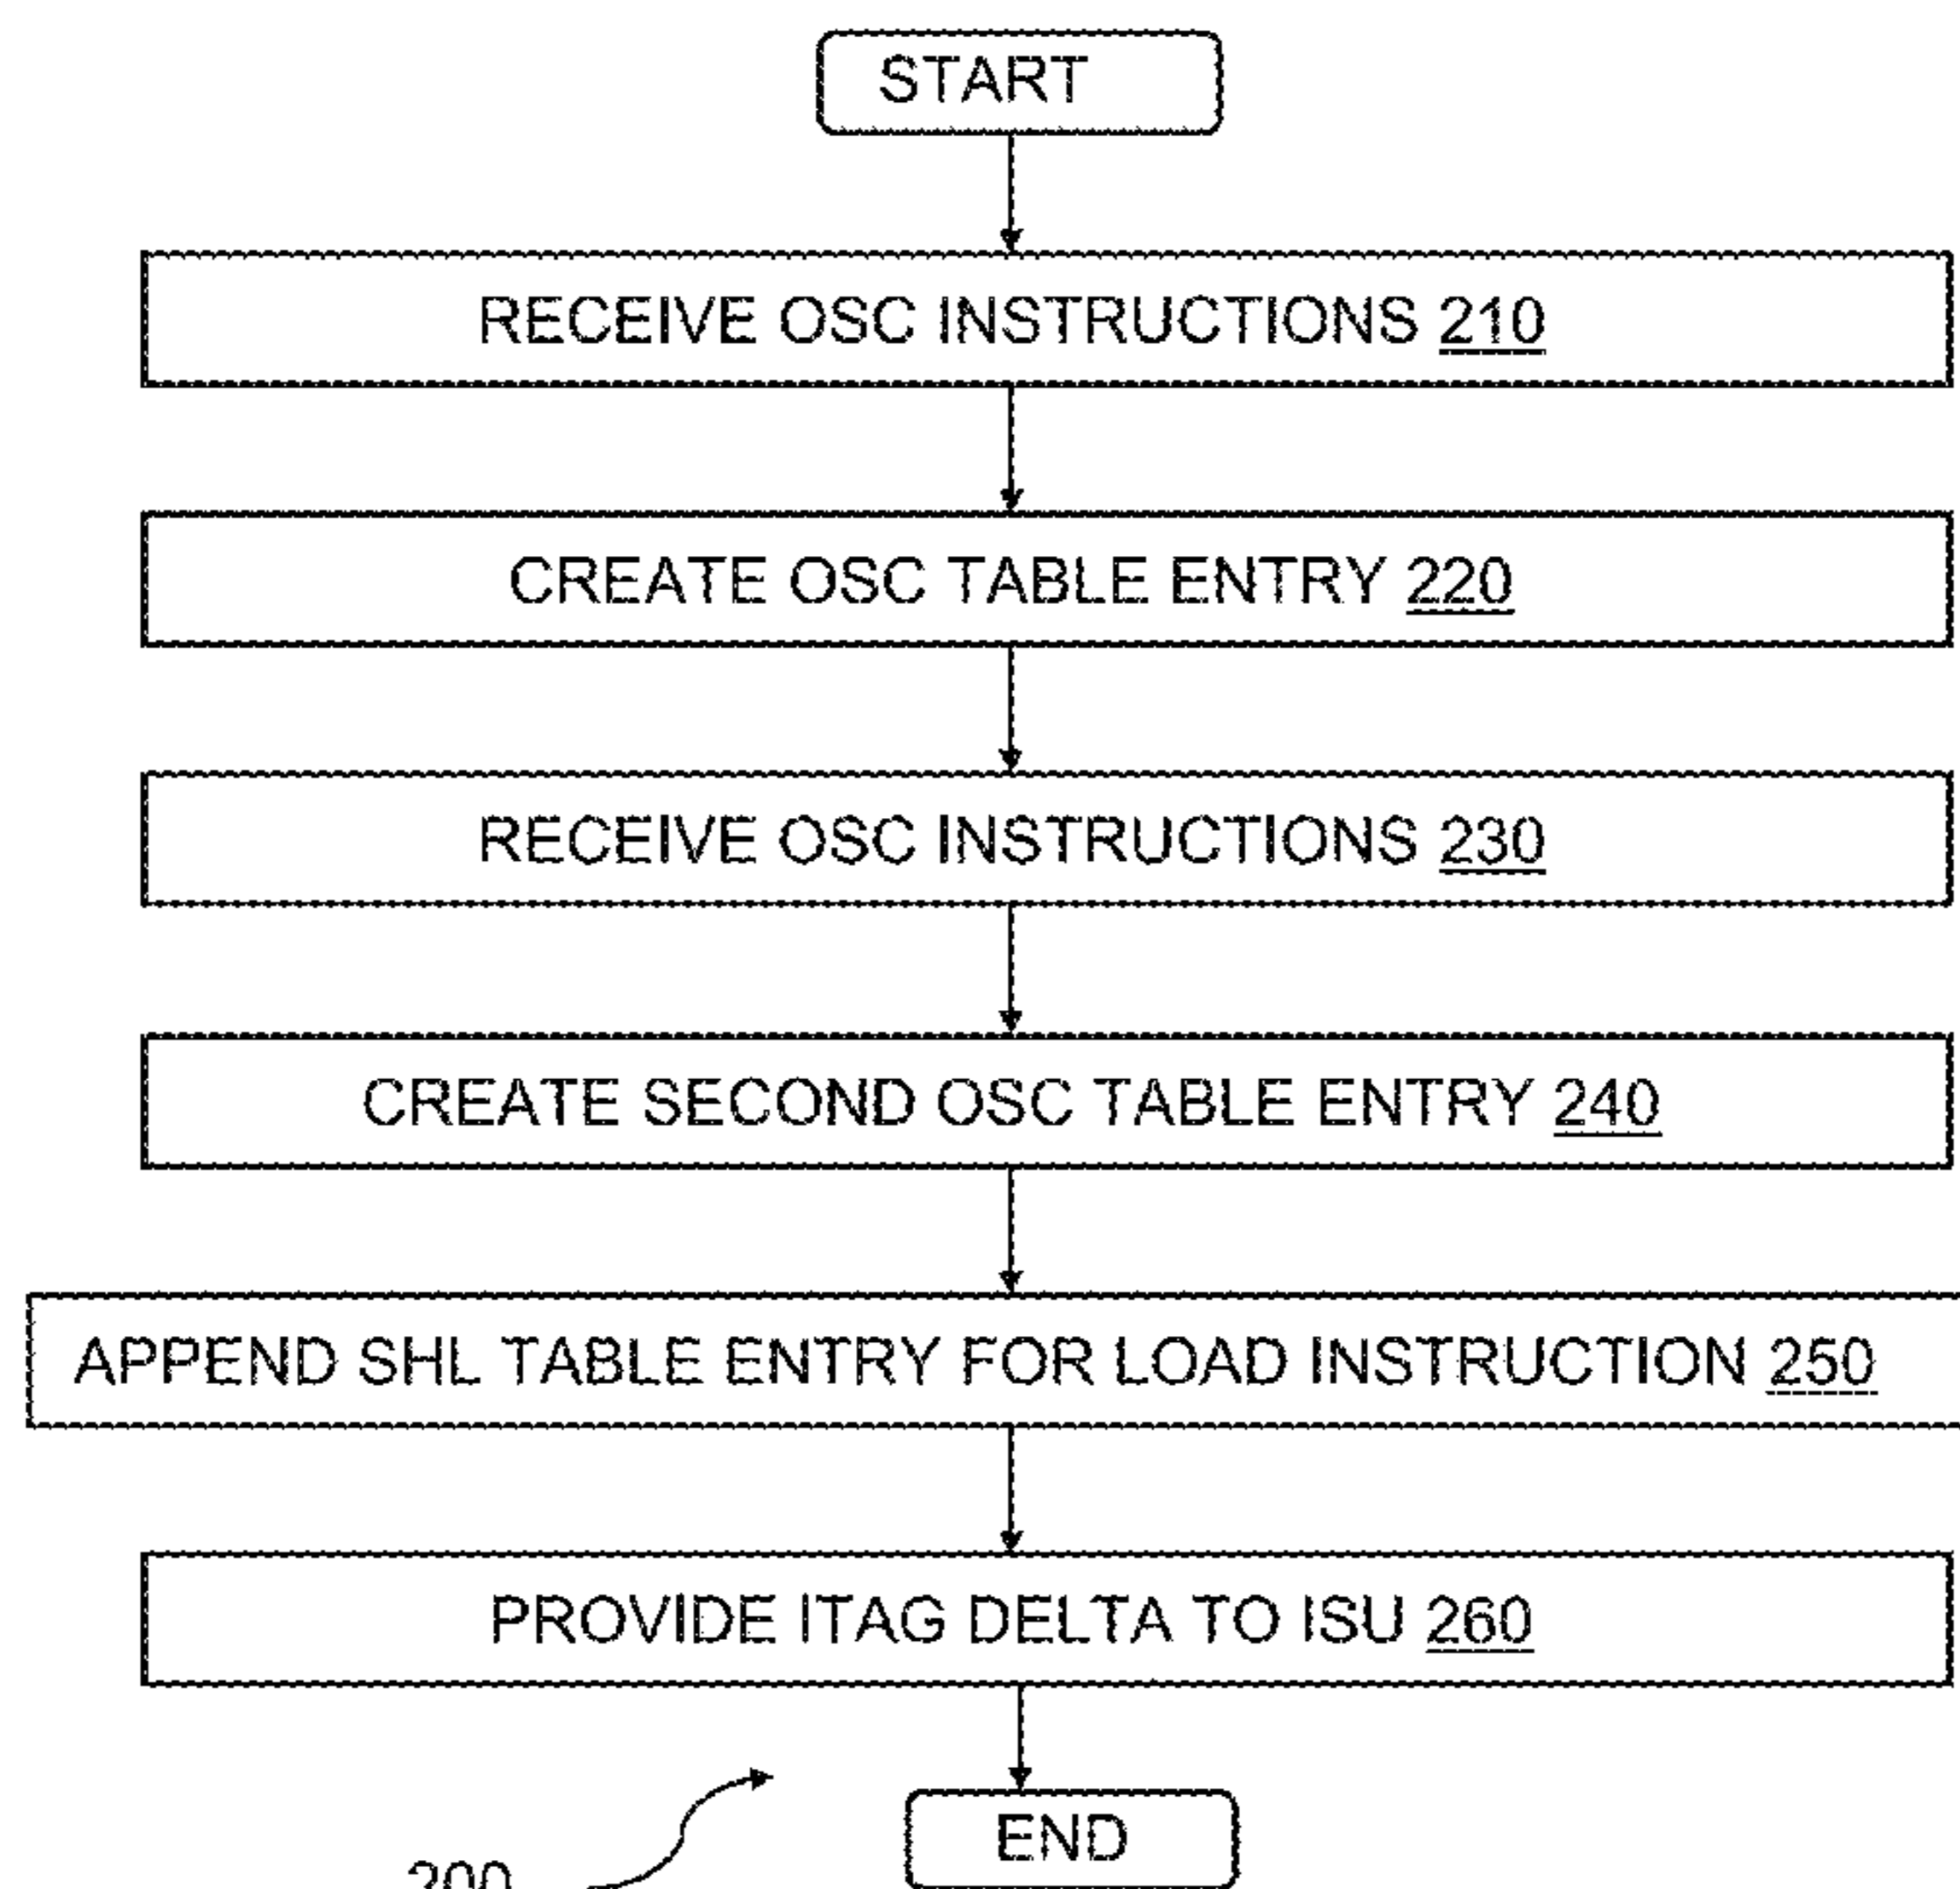 START
RECEIVE OSC INSTRUCTIONS 210
CREATE OSC TABLE ENTRY 220
RECEIVE OSC INSTRUCTIONS 230
CREATE SECOND OSC TABLE ENTRY 240
APPEND SHL TABLE ENTRY FOR LOAD INSTRUCTION 250
PROVIDE ITAG DELTA TO ISU 260
END
200